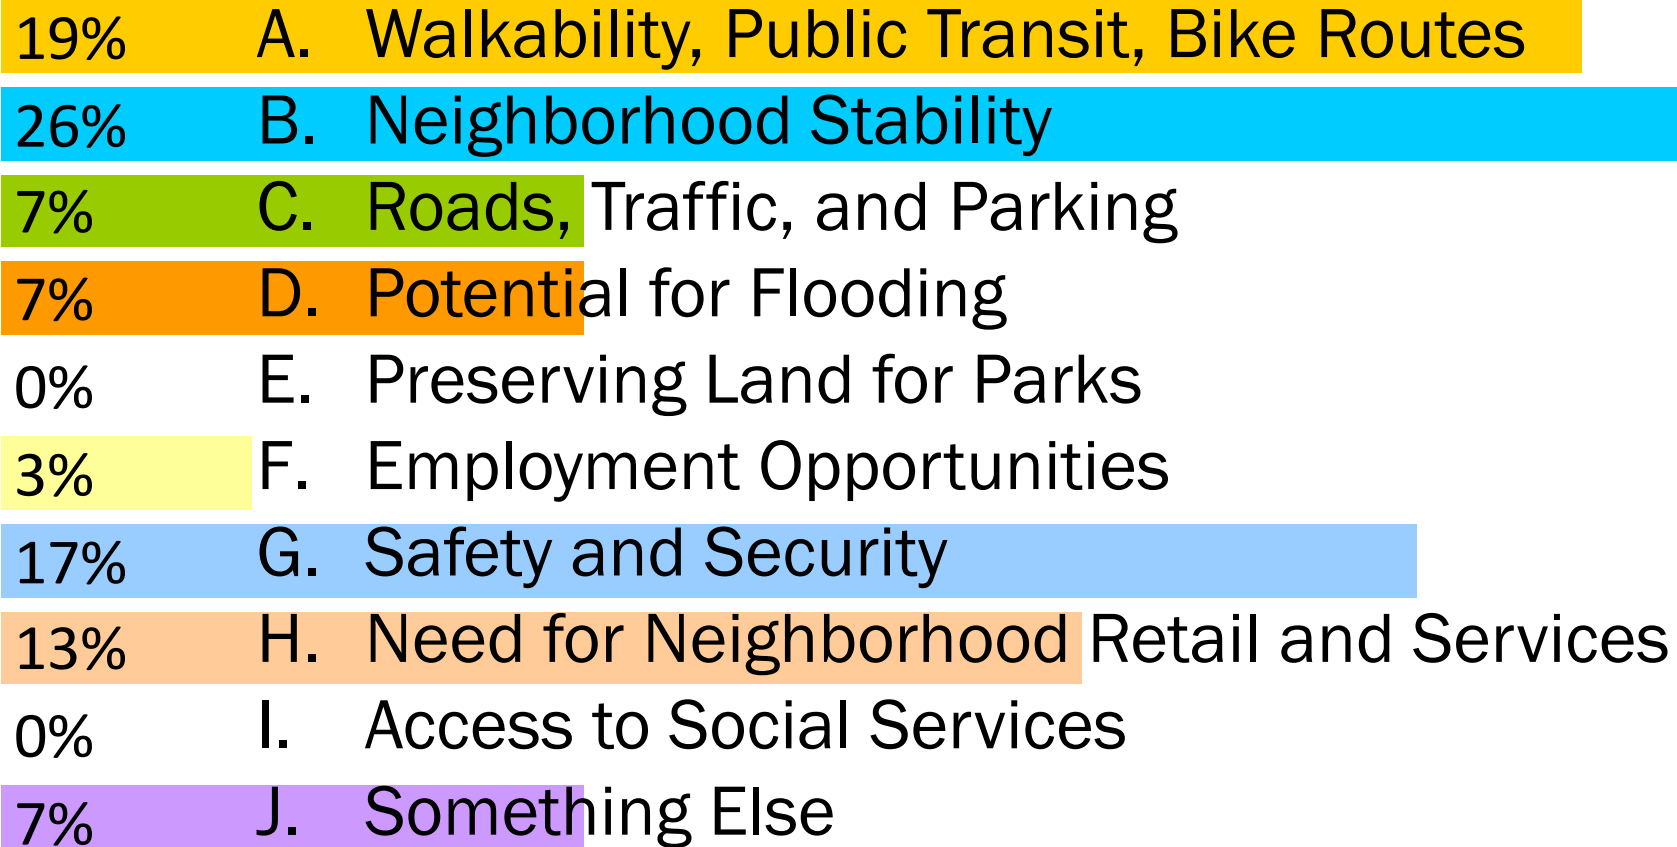 19% A. Walkability, Public Transit, Bike Routes
26% B. Neighborhood Stability
7% C. Roads, Traffic, and Parking
7% D. Potential for Flooding
0% E. Preserving Land for Parks
3% F. Employment Opportunities
17% G. Safety and Security
13% H. Need for Neighborhood Retail and Services
0% I. Access to Social Services
7% J. Something Else